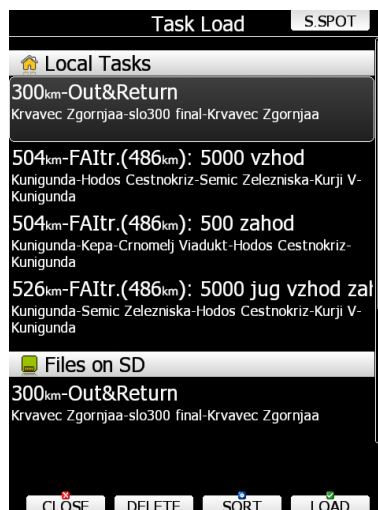 Task Load
S.SPOT
Local Tasks
300km-Out&Return
Krvavec Zgornjaa-slo300 final-Krvavec Zgornjaa
504km-FAItr.(486km): 5000 vzhod
Kunigunda-Hodos Cestnokriz-Semic Zelezniska-Kurji V-
Kunigunda
504km-FAItr.(486km): 500 zahod
Kunigunda-Kepa-Crnomelj Viadukt-Hodos Cestnokriz-
Kunigunda
526km-FAItr.(486km): 5000 jug vzhod zah
Kunigunda-Semic Zelezniska-Hodos Cestnokriz-Kurji V-
Kunigunda
Files on SD
300km-Out&Return
Krvavec Zgornjaa-slo300 final-Krvavec Zgornjaa
CLOSE
DELETE
SORT
LOAD